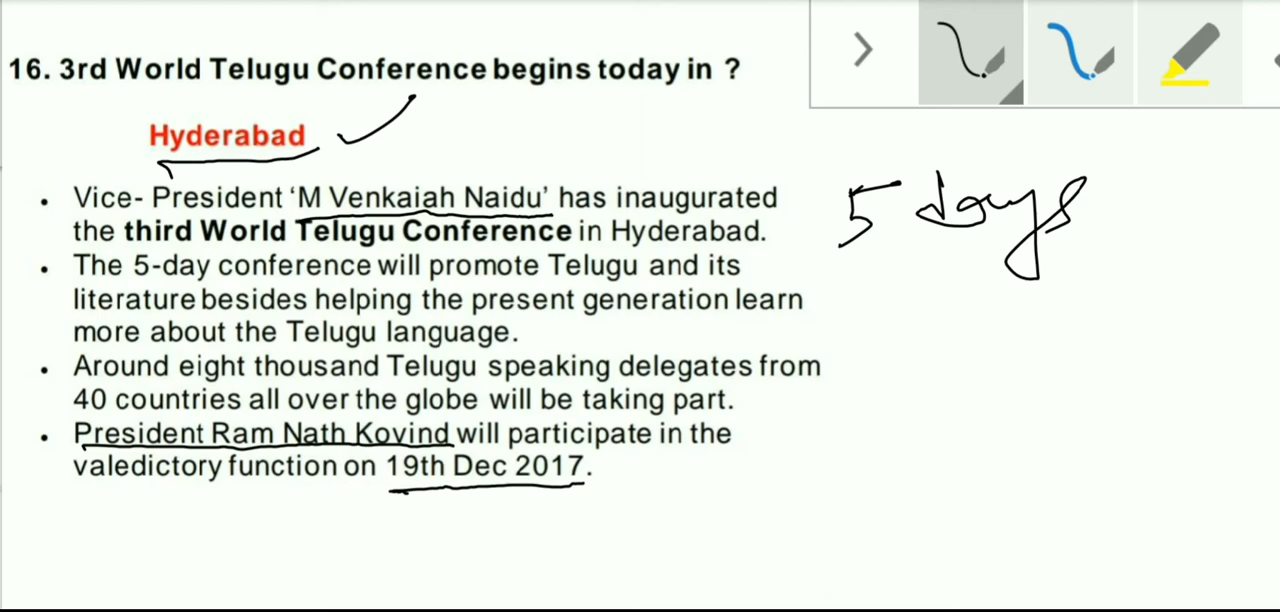 16. 3rd World Telugu Conference begins today in ?
Hyderabad
• Vice- President ‘M Venkaiah Naidu’ has inaugurated
the third World Telugu Conference in Hyderabad.
5 days
• The 5-day conference will promote Telugu and its
literature besides helping the present generation learn
more about the Telugu language.
• Around eight thousand Telugu speaking delegates from
40 countries all over the globe will be taking part.
• President Ram Nath Kovind will participate in the
valedictory function on 19th Dec 2017.